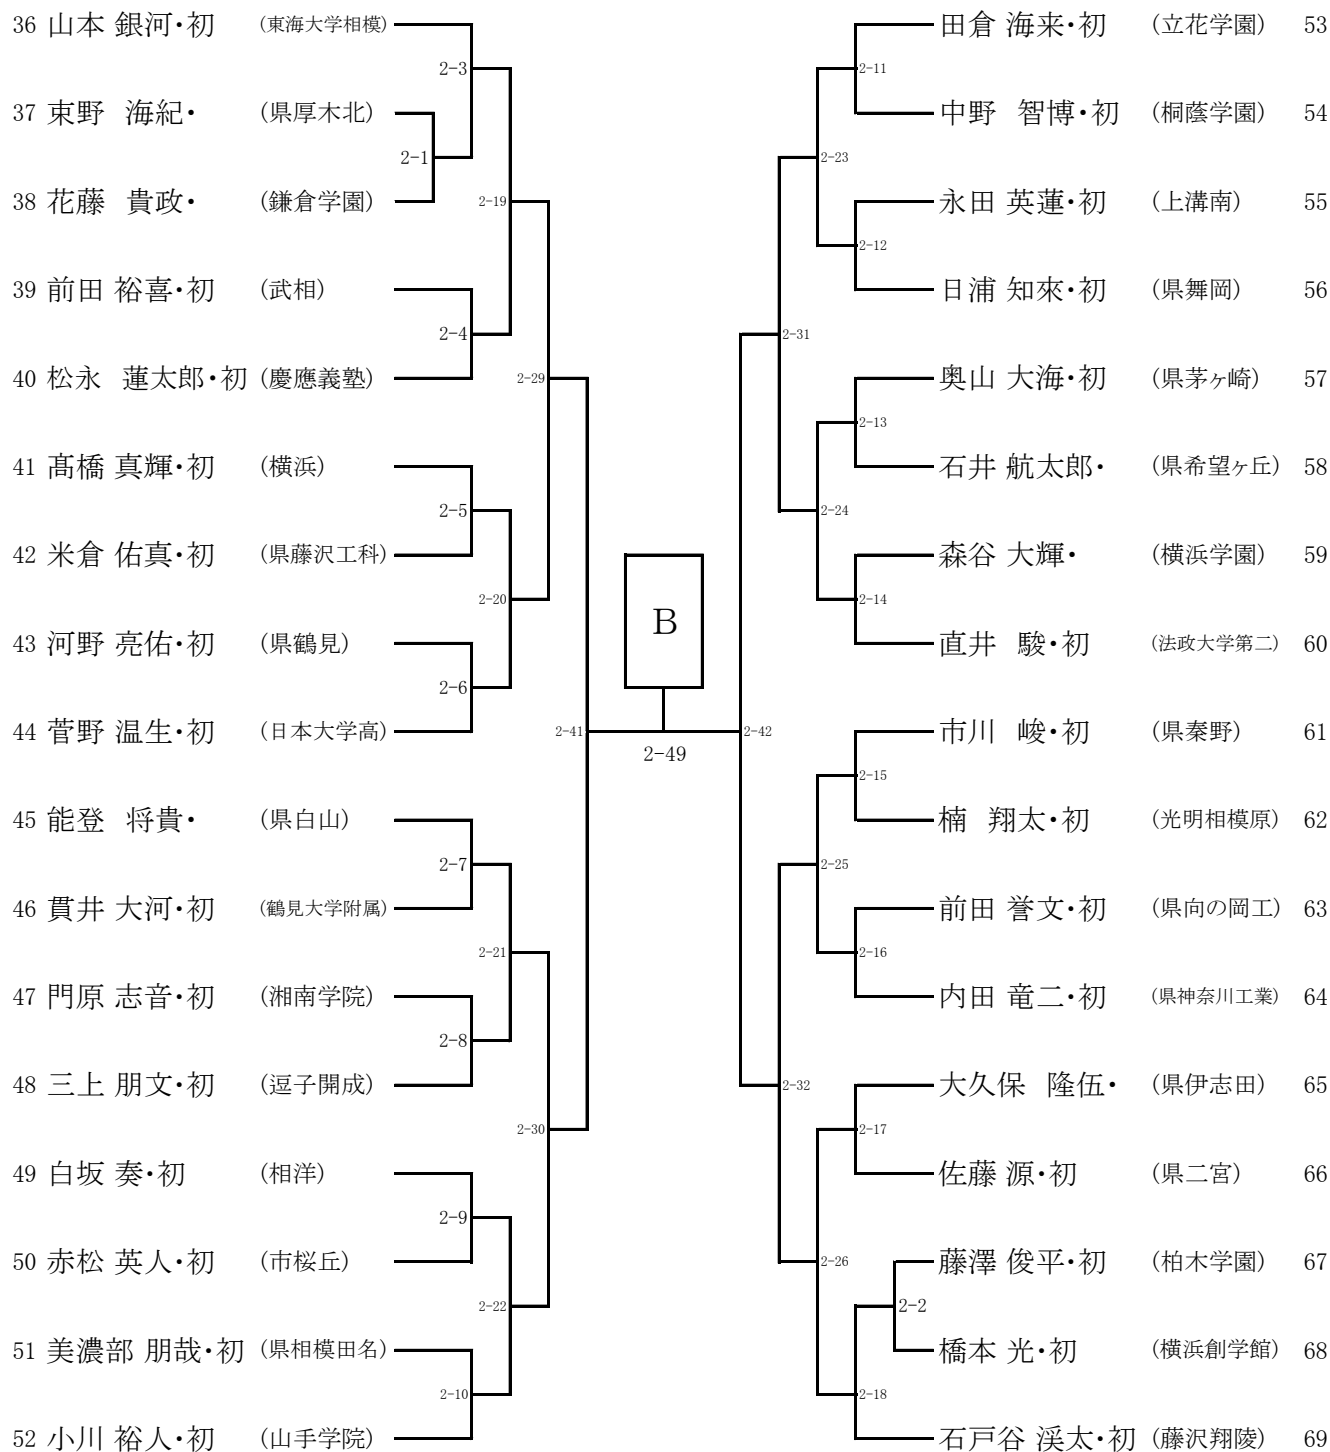 36 山本 銀河・初 (東海大学相模)
2-3
37 束野 海紀・ (県厚木北)
2-1
38 花藤 貴政・ (鎌倉学園)
2-19
39 前田 裕喜・初 (武相)
2-4
40 松永 蓮太郎・初 (慶應義塾)
2-29
41 髙橋 真輝・初 (横浜)
2-5
42 米倉 佑真・初 (県藤沢工科)
2-20
43 河野 亮佑・初 (県鶴見)
2-6
44 菅野 温生・初 (日本大学高)
2-41
45 能登 将貴・ (県白山)
2-7
46 貫井 大河・初 (鶴見大学附属)
2-21
47 門原 志音・初 (湘南学院)
2-8
48 三上 朋文・初 (逗子開成)
2-30
49 白坂 奏・初 (相洋)
2-9
50 赤松 英人・初 (市桜丘)
2-22
51 美濃部 朋哉・初 (県相模田名)
2-10
52 小川 裕人・初 (山手学院)
B
2-49
田倉 海来・初 (立花学園) 53
2-11
中野 智博・初 (桐蔭学園) 54
2-23
永田 英蓮・初 (上溝南) 55
2-12
日浦 知來・初 (県舞岡) 56
2-31
奥山 大海・初 (県茅ヶ崎) 57
2-13
石井 航太郎・ (県希望ヶ丘) 58
2-24
森谷 大輝・ (横浜学園) 59
2-14
直井 駿・初 (法政大学第二) 60
2-42
市川 峻・初 (県秦野) 61
2-15
楠 翔太・初 (光明相模原) 62
2-25
前田 誉文・初 (県向の岡工) 63
2-16
内田 竜二・初 (県神奈川工業) 64
2-32
大久保 隆伍・ (県伊志田) 65
2-17
佐藤 源・初 (県二宮) 66
2-26
藤澤 俊平・初 (柏木学園) 67
2-2
橋本 光・初 (横浜創学館) 68
2-18
石戸谷 渓太・初 (藤沢翔陵) 69